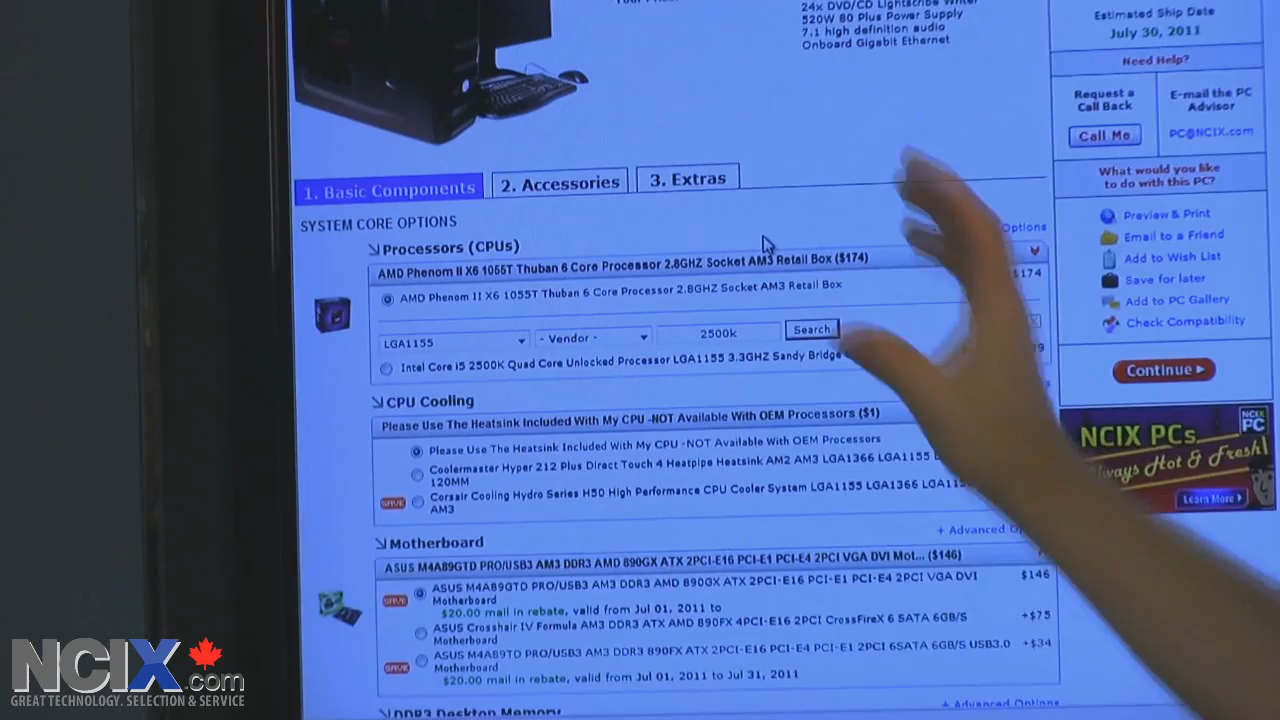 24x DVD/CD LightScribe Writer
520W 80 Plus Power Supply
7.1 high definition audio
Onboard Gigabit Ethernet
Estimated Ship Date
July 30, 2011
Need Help?
Request a
Call Back
Call Me
E-mail the PC
Advisor
PC@NCIX.com
What would you like
to do with this PC?
Preview & Print
Email to a Friend
Add to Wish List
Save for later
Add to PC Gallery
Check Compatibility
Continue
NCIX PCs
Always Hot & Fresh!
NCIX
PC
Learn More
1. Basic Components
2. Accessories
3. Extras
SYSTEM CORE OPTIONS
Options
Processors (CPUs)
AMD Phenom II X6 1055T Thuban 6 Core Processor 2.8GHZ Socket AM3 Retail Box ($174)
AMD Phenom II X6 1055T Thuban 6 Core Processor 2.8GHZ Socket AM3 Retail Box
$174
LGA1155
- Vendor -
2500k
Search
Intel Core i5 2500K Quad Core Unlocked Processor LGA1155 3.3GHZ Sandy Bridge
CPU Cooling
Please Use The Heatsink Included With My CPU -NOT Available With OEM Processors ($1)
Please Use The Heatsink Included With My CPU -NOT Available With OEM Processors
Coolermaster Hyper 212 Plus Direct Touch 4 Heatpipe Heatsink AM2 AM3 LGA1366 LGA1155
120MM
SAVE
Corsair Cooling Hydro Series H50 High Performance CPU Cooler System LGA1155 LGA1366
AM3
+ Advanced
Motherboard
ASUS M4A89GTD PRO/USB3 AM3 DDR3 AMD 890GX ATX 2PCI-E16 PCI-E1 PCI-E4 2PCI VGA DVI Mot... ($146)
SAVE
ASUS M4A89GTD PRO/USB3 AM3 DDR3 AMD 890GX ATX 2PCI-E16 PCI-E1 PCI-E4 2PCI VGA DVI
Motherboard
$146
$20.00 mail in rebate, valid from Jul 01, 2011 to
ASUS Crosshair IV Formula AM3 DDR3 ATX AMD 890FX 4PCI-E16 2PCI CrossFireX 6 SATA 6GB/S
Motherboard
+$75
SAVE
ASUS M4A89TD PRO/USB3 AM3 DDR3 890FX ATX 2PCI-E16 PCI-E4 PCI-E1 2PCI 6SATA 6GB/S USB3.0
Motherboard
+$34
$20.00 mail in rebate, valid from Jul 01, 2011 to Jul 31, 2011
+ Advanced Options
DDR3 Desktop Memory
NCIX.com
GREAT TECHNOLOGY. SELECTION & SERVICE